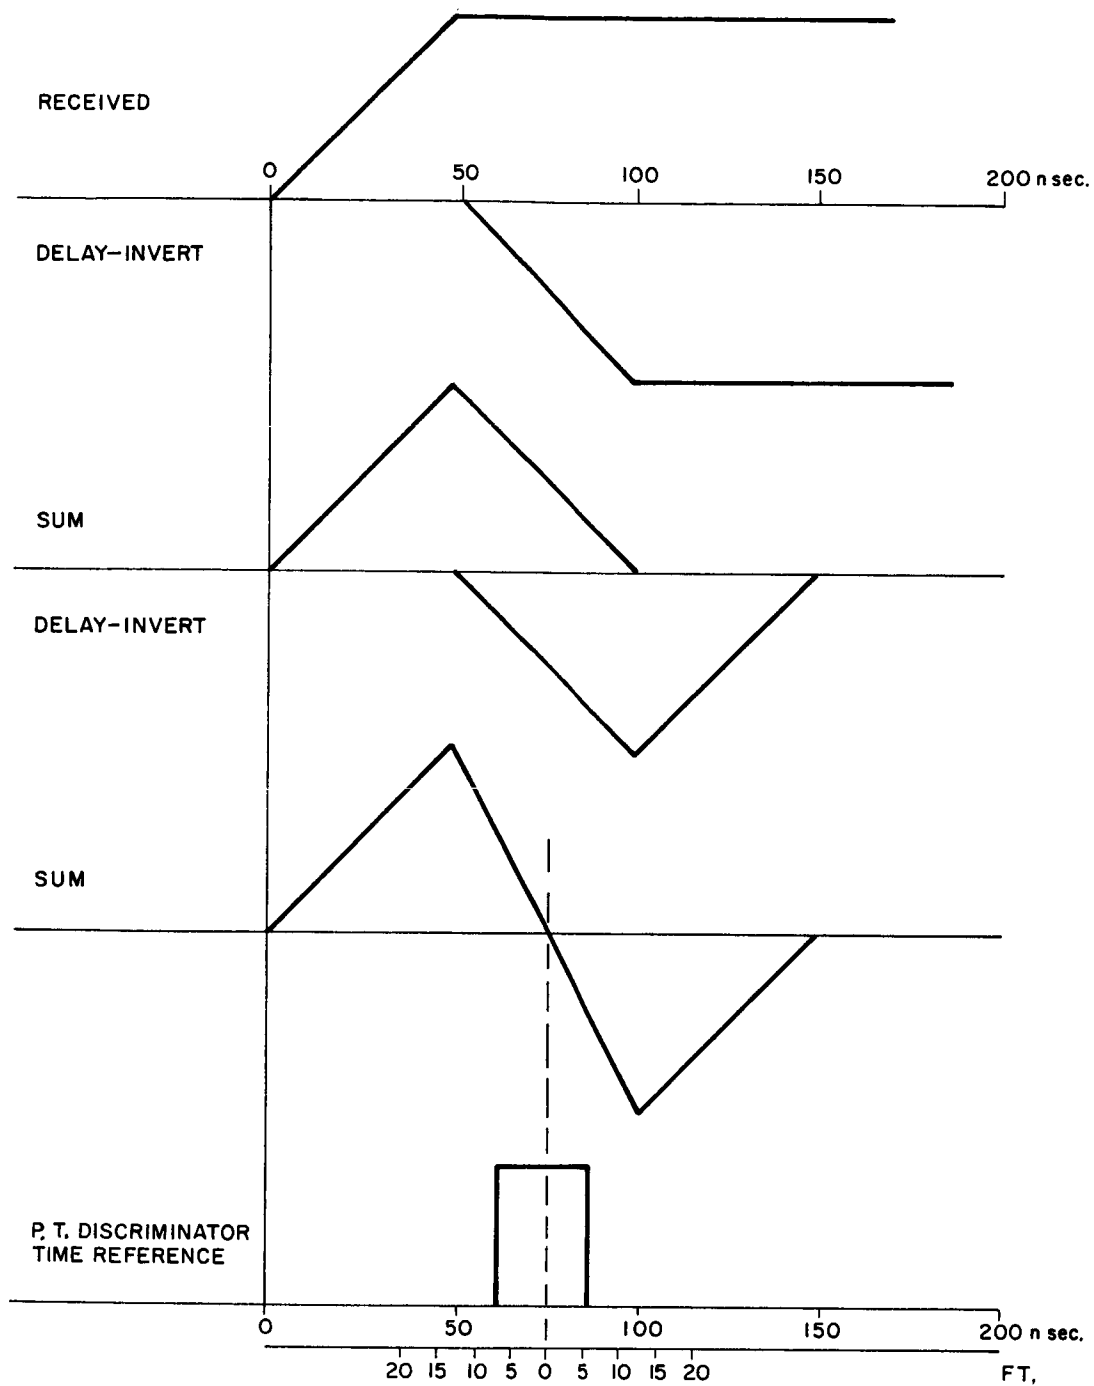 RECEIVED
0 50 100 150 200 n sec.
DELAY-INVERT
SUM
DELAY-INVERT
SUM
P. T. DISCRIMINATOR
TIME REFERENCE
0 50 100 150 200 n sec.
20 15 10 5 0 5 10 15 20 FT.